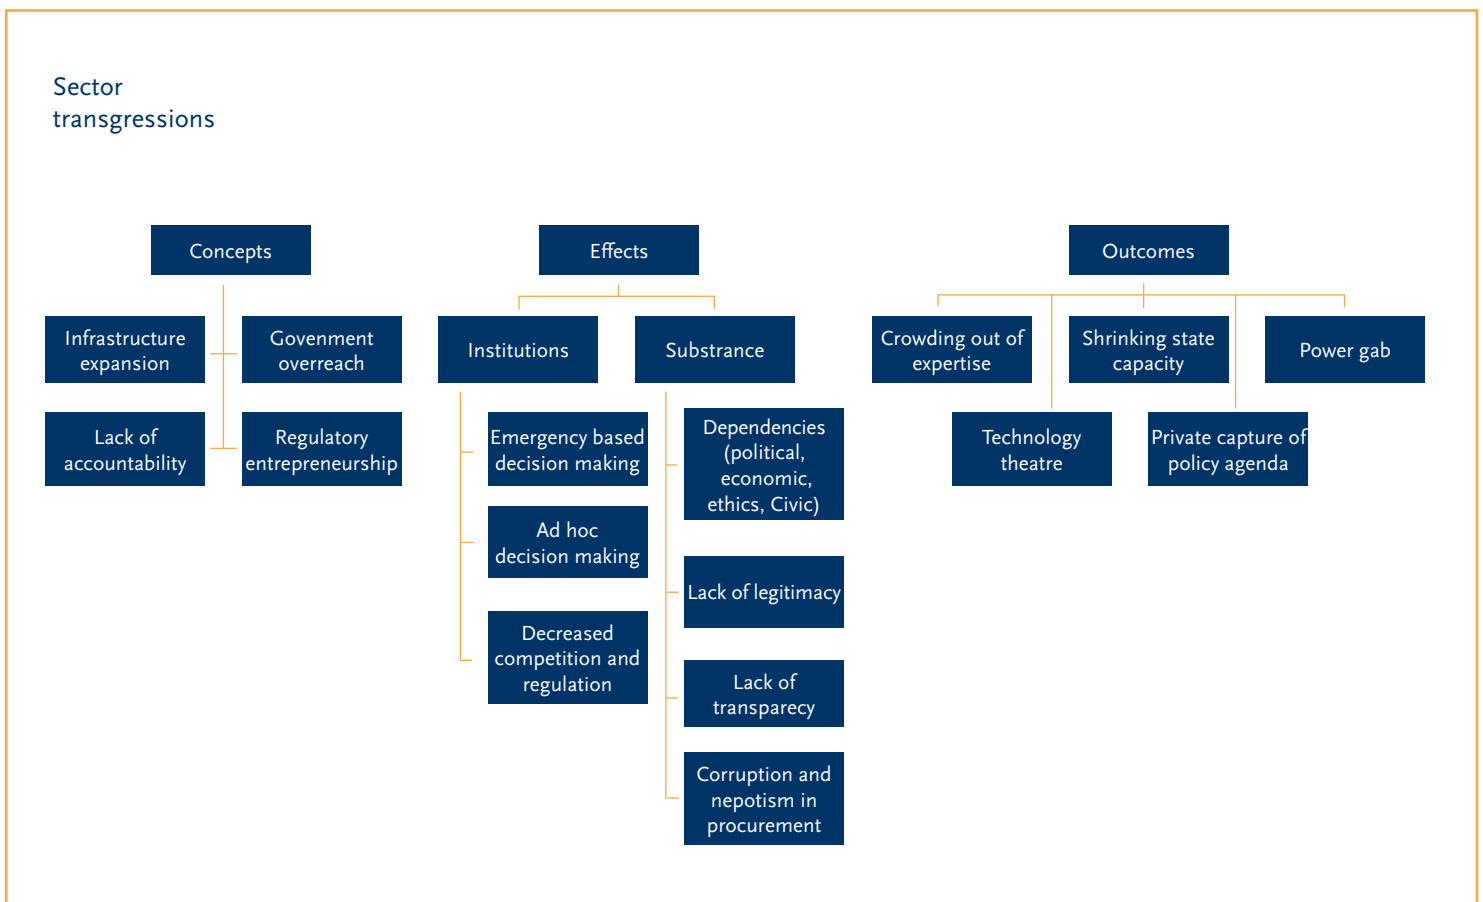 Sector
transgressions
Concepts
Infrastructure
expansion
Govenment
overreach
Lack of
accountability
Regulatory
entrepreneurship
Effects
Institutions
Emergency based
decision making
Ad hoc
decision making
Decreased
competition and
regulation
Substrance
Dependencies
(political,
economic,
ethics, Civic)
Lack of legitimacy
Lack of
transparecy
Corruption and
nepotism in
procurement
Outcomes
Crowding out of
expertise
Shrinking state
capacity
Power gab
Technology
theatre
Private capture of
policy agenda